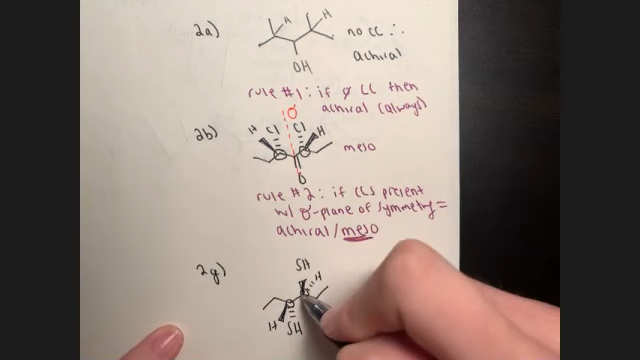 2a)
H
H
no CC ∴
achiral
OH
rule #1: if ∅ CC then
achiral (always)
σ
2b)
H
Cl
Cl
H
meso
O
rule #2: if CCs present
w/ σ-plane of symmetry =
achiral/meso
2g)
SH
H
H
SH